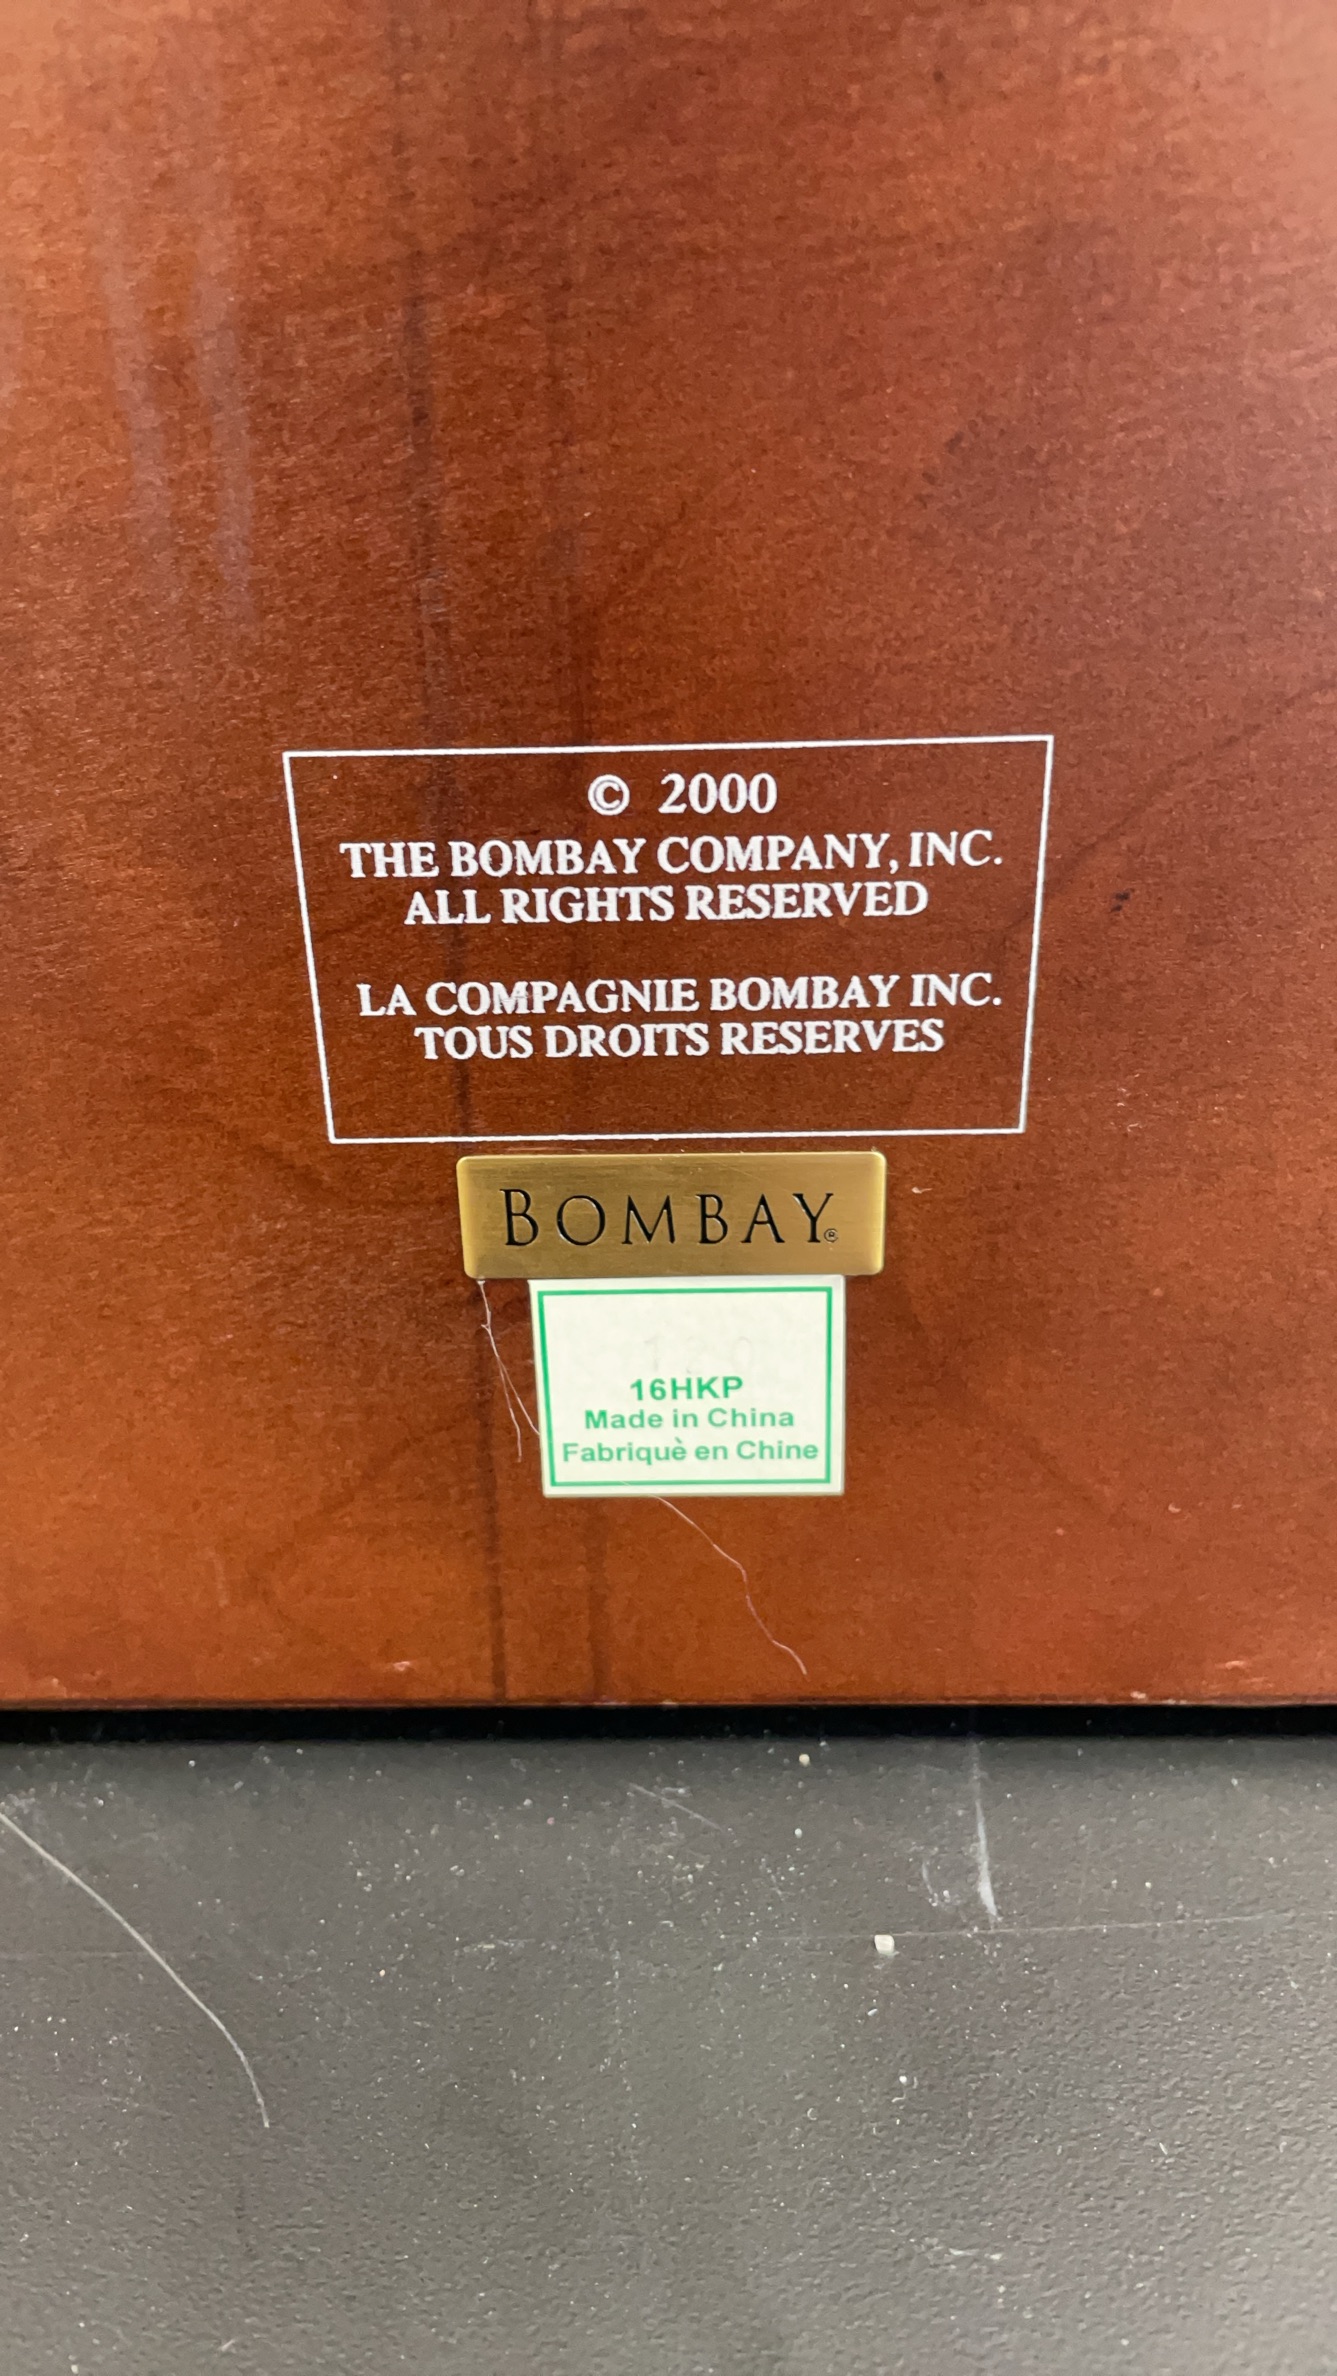 © 2000
THE BOMBAY COMPANY, INC.
ALL RIGHTS RESERVED
LA COMPAGNIE BOMBAY INC.
TOUS DROITS RESERVES
BOMBAY®
16HKP
Made in China
Fabriquè en Chine